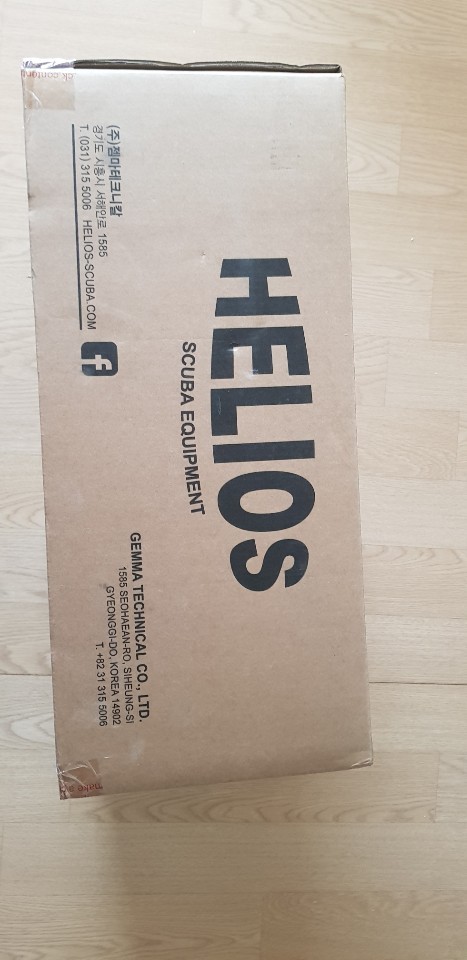 HELIOS
SCUBA EQUIPMENT
(주)젬마테크니칼
경기도 시흥시 서해안로 1585
T. (031) 315 5006 HELIOS-SCUBA.COM
f
GEMMA TECHNICAL CO., LTD.
1585 SEOHAEAN-RO, SIHEUNG-SI
GYEONGGI-DO, KOREA 14902
T. +82 31 315 5006